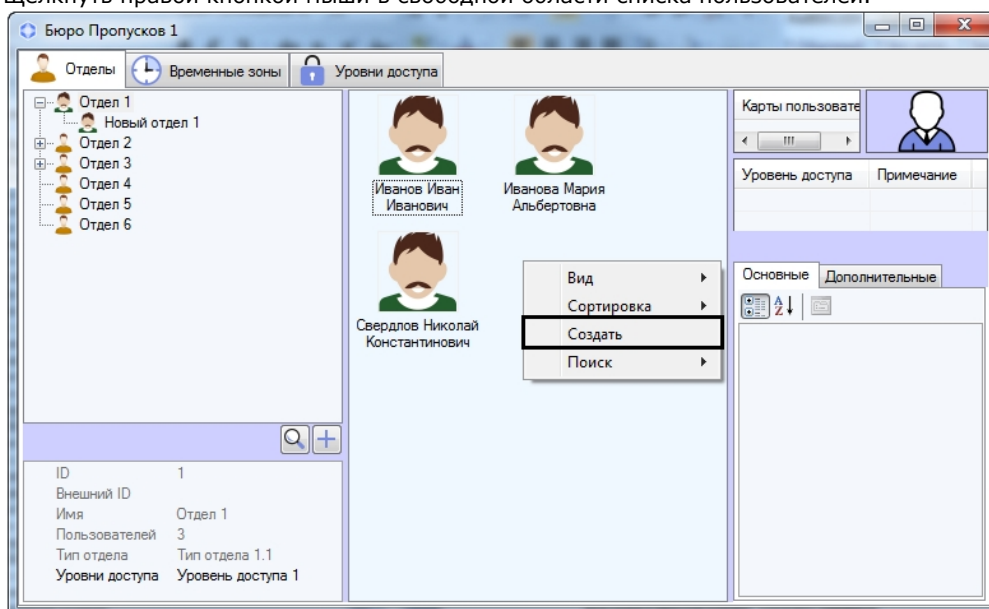 щелкнуть правой кнопкой мыши в свободной области списка пользователей.
Бюро Пропусков 1
Отделы
Временные зоны
Уровни доступа
Отдел 1
Новый отдел 1
Отдел 2
Отдел 3
Отдел 4
Отдел 5
Отдел 6
Иванов Иван
Иванович
Иванова Мария
Альбертовна
Свердлов Николай
Константинович
Вид
Сортировка
Создать
Поиск
Карты пользовате
Уровень доступа
Примечание
Основные
Дополнительные
ID 1
Внешний ID
Имя Отдел 1
Пользователей 3
Тип отдела Тип отдела 1.1
Уровни доступа Уровень доступа 1